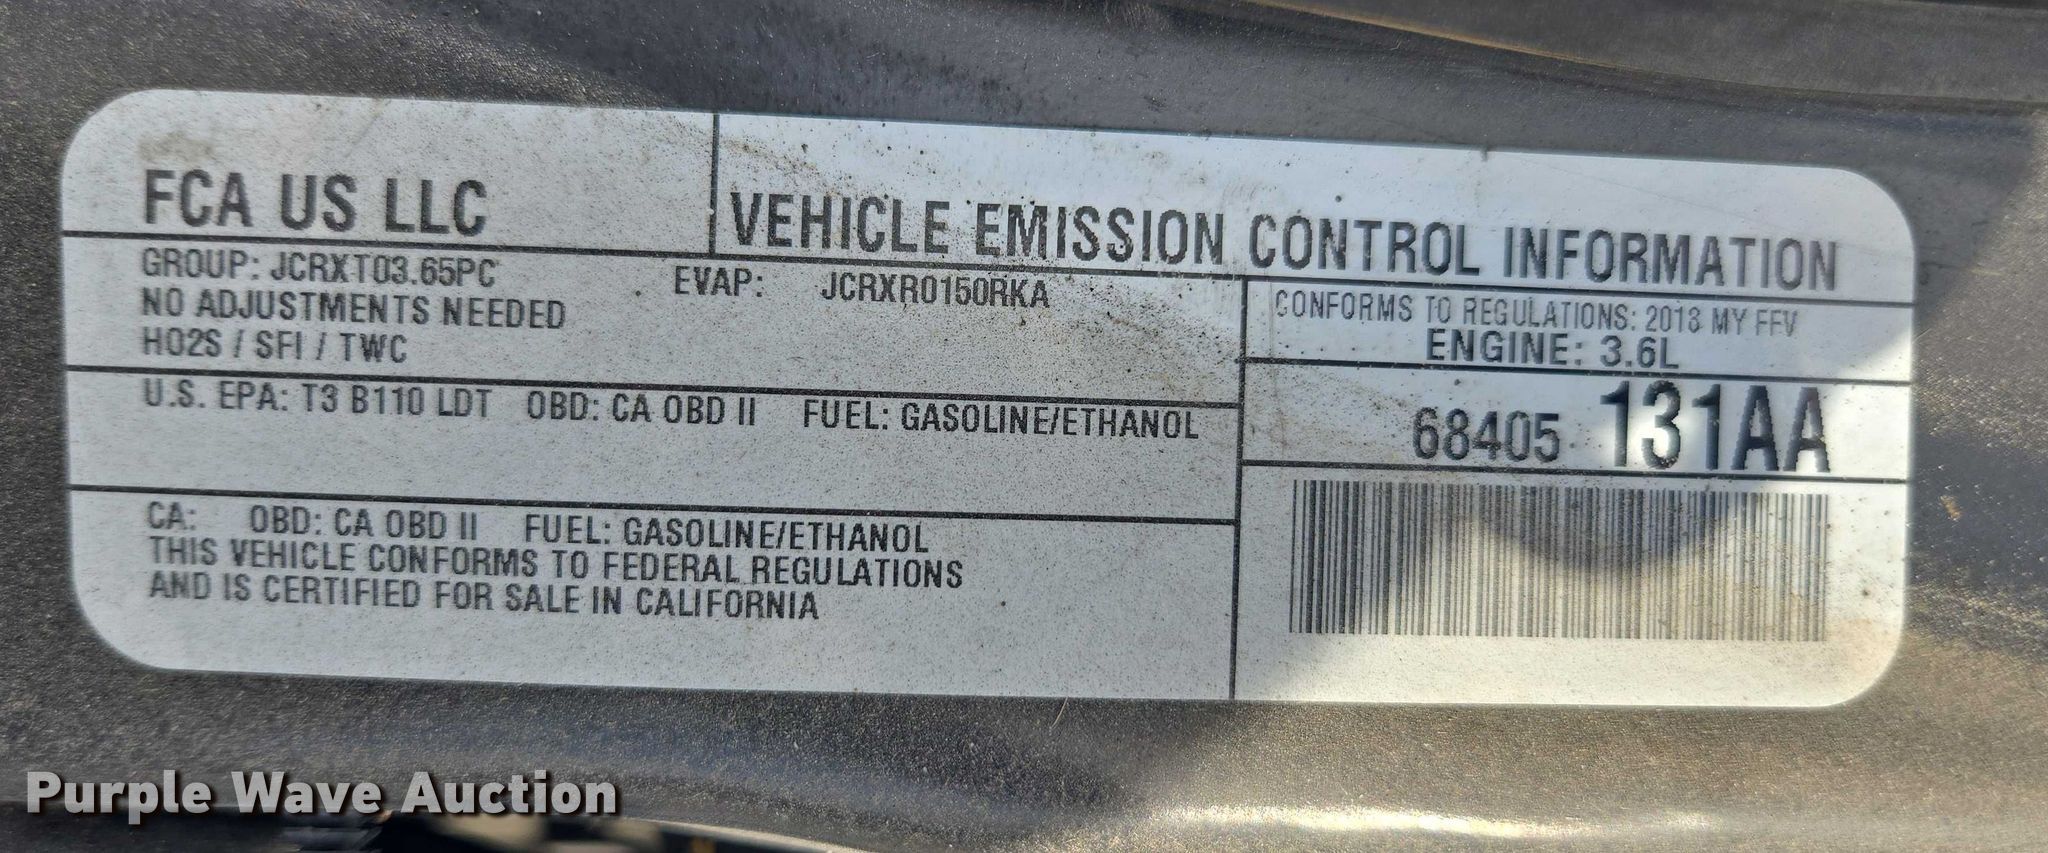 FCA US LLC
VEHICLE EMISSION CONTROL INFORMATION
GROUP: JCRXT03.65PC EVAP: JCRXR0150RKA
NO ADJUSTMENTS NEEDED
HO2S / SFI / TWC
CONFORMS TO REGULATIONS: 2018 MY FFV
ENGINE: 3.6L
U.S. EPA: T3 B110 LDT OBD: CA OBD II FUEL: GASOLINE/ETHANOL
68405 131AA
CA: OBD: CA OBD II FUEL: GASOLINE/ETHANOL
THIS VEHICLE CONFORMS TO FEDERAL REGULATIONS
AND IS CERTIFIED FOR SALE IN CALIFORNIA
Purple Wave Auction